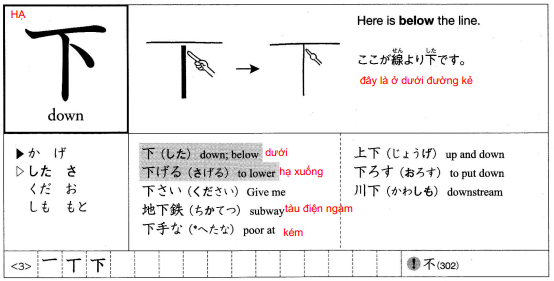 HẠ
下
down
Here is below the line.
ここが線より下です。
せん した
đây là ở dưới đường kẻ
▶か げ
▷した さ
くだ お
しも もと
下（した） down; below dưới
下げる（さげる） to lower hạ xuống
下さい（ください） Give me
地下鉄（ちかてつ） subway tàu điện ngầm
下手な（*へたな） poor at kém
上下（じょうげ） up and down
下ろす（おろす） to put down
川下（かわしも） downstream
<3> 一 丅 下
! 不(302)